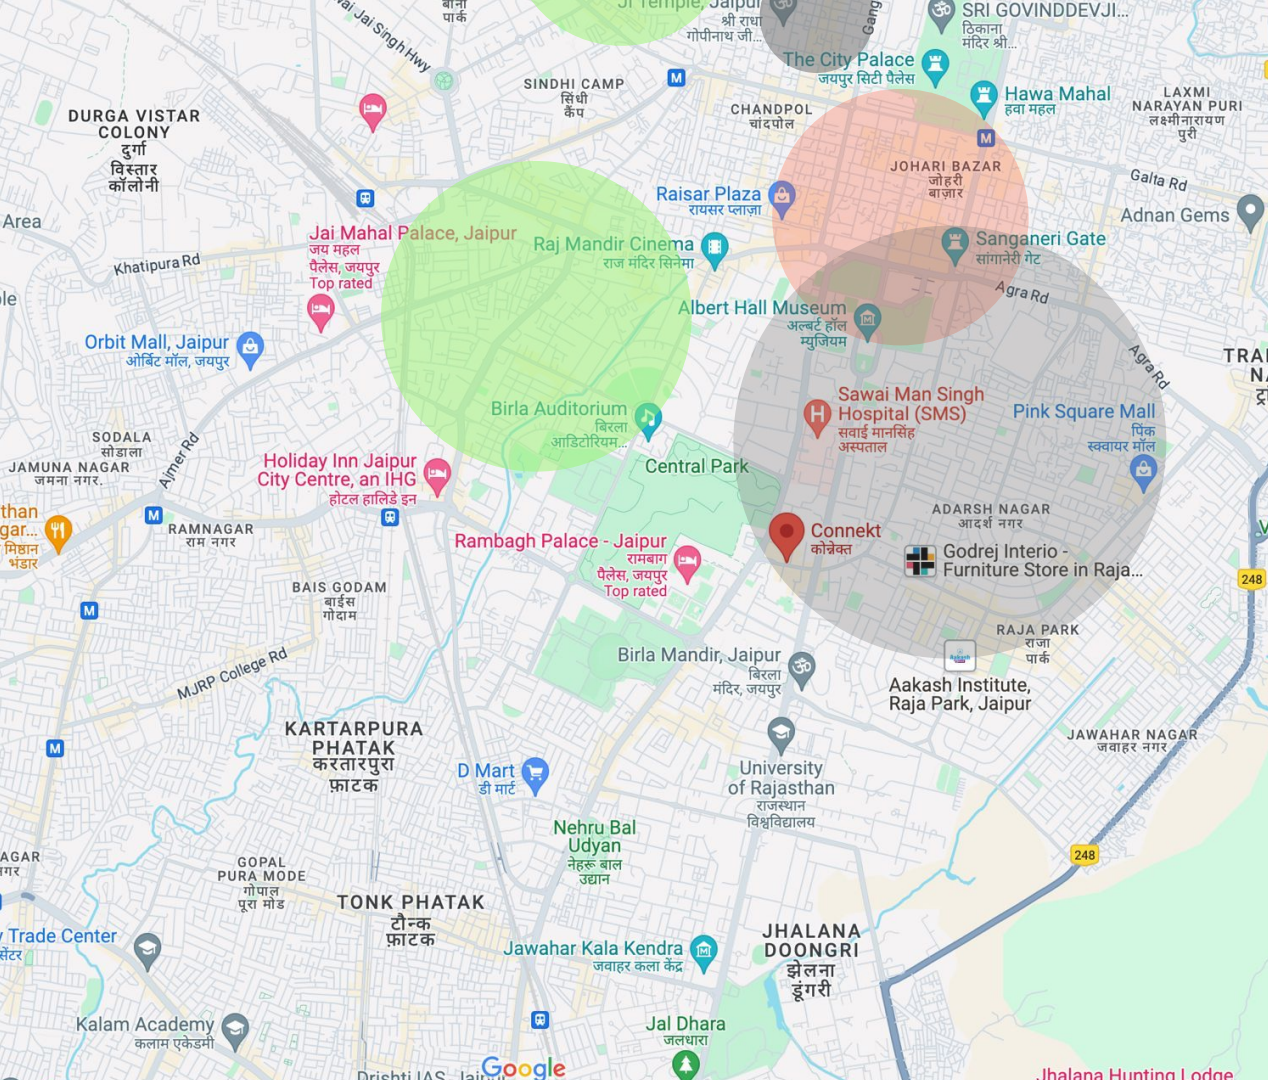 बानी
पार्क
Jai Singh Hwy
Ji Temple, Jaipur
श्री राधा
गोपीनाथ जी...
SRI GOVINDDEVJI...
ठिकाना
मंदिर श्री...
The City Palace
जयपुर सिटी पैलेस
SINDHI CAMP
सिंधी
कैंप
M
Hawa Mahal
हवा महल
CHANDPOL
चांदपोल
LAXMI
NARAYAN PURI
लक्ष्मीनारायण
पुरी
DURGA VISTAR
COLONY
दुर्गा
विस्तार
कॉलोनी
M
JOHARI BAZAR
जोहरी
बाज़ार
Galta Rd
Raisar Plaza
रायसर प्लाज़ा
Adnan Gems
Area
Jai Mahal Palace, Jaipur
जय महल
पैलेस, जयपुर
Top rated
Raj Mandir Cinema
राज मंदिर सिनेमा
Sanganeri Gate
सांगानेरी गेट
Khatipura Rd
Agra Rd
Albert Hall Museum
अल्बर्ट हॉल
म्युजियम
Orbit Mall, Jaipur
ओर्बिट मॉल, जयपुर
Agra Rd
Sawai Man Singh
Hospital (SMS)
सवाई मानसिंह
अस्पताल
H
Pink Square Mall
पिंक
स्क्वायर मॉल
Birla Auditorium
बिरला
आडिटोरियम...
SODALA
सोडाला
JAMUNA NAGAR
जमना नगर.
Ajmer Rd
Holiday Inn Jaipur
City Centre, an IHG
होटल हालिडे इन
Central Park
M
RAMNAGAR
राम नगर
ADARSH NAGAR
आदर्श नगर
Connekt
कोन्नेक्त
Rambagh Palace - Jaipur
रामबाग
पैलेस, जयपुर
Top rated
Godrej Interio -
Furniture Store in Raja...
मिष्ठान
भंडार
248
BAIS GODAM
बाईस
गोदाम
M
RAJA PARK
राजा
पार्क
Birla Mandir, Jaipur
बिरला
मंदिर, जयपुर
Aakash
Aakash Institute,
Raja Park, Jaipur
MJRP College Rd
KARTARPURA
PHATAK
करतारपुरा
फ़ाटक
M
JAWAHAR NAGAR
जवाहर नगर
D Mart
डी मार्ट
University
of Rajasthan
राजस्थान
विश्वविद्यालय
Nehru Bal
Udyan
नेहरू बाल
उद्यान
248
GOPAL
PURA MODE
गोपाल
पूरा मोड
TONK PHATAK
टौन्क
फ़ाटक
Trade Center
सेंटर
Jawahar Kala Kendra
जवाहर कला केंद्र
JHALANA
DOONGRI
झेलना
डूंगरी
Kalam Academy
कलाम एकेडमी
Jal Dhara
जलधारा
Google
Drishti IAS, Jaipur
Jhalana Hunting Lodge